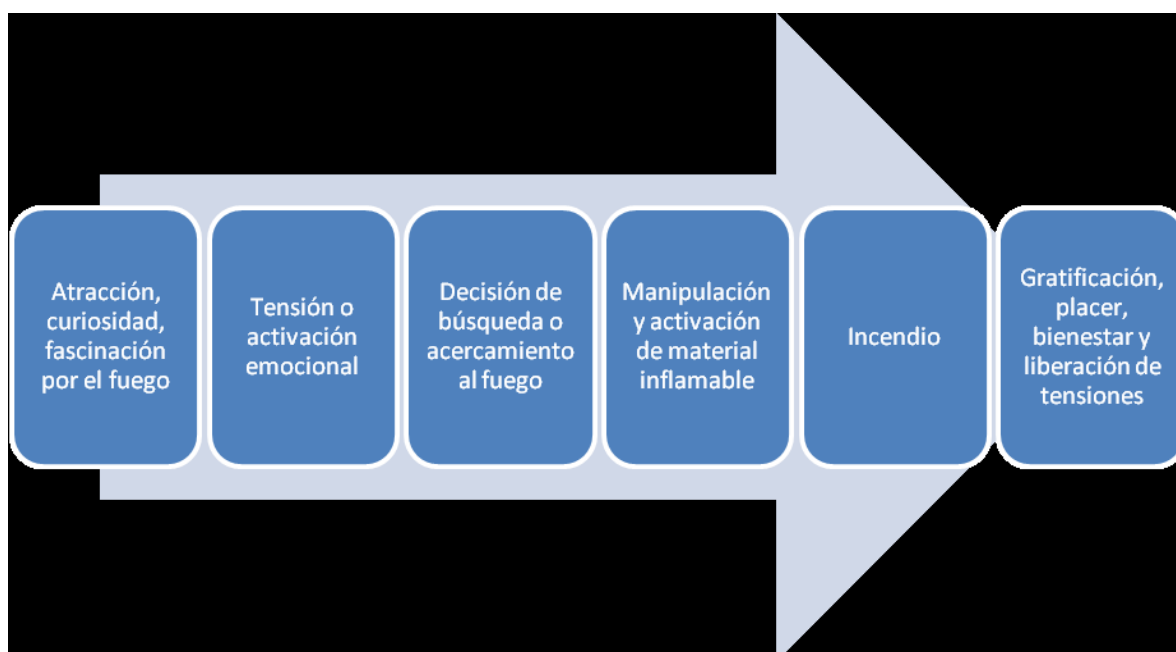 Atracción,
curiosidad,
fascinación
por el fuego
Tensión o
activación
emocional
Decisión de
búsqueda o
acercamiento
al fuego
Manipulación
y activación
de material
inflamable
Incendio
Gratificación,
placer,
bienestar y
liberación de
tensiones